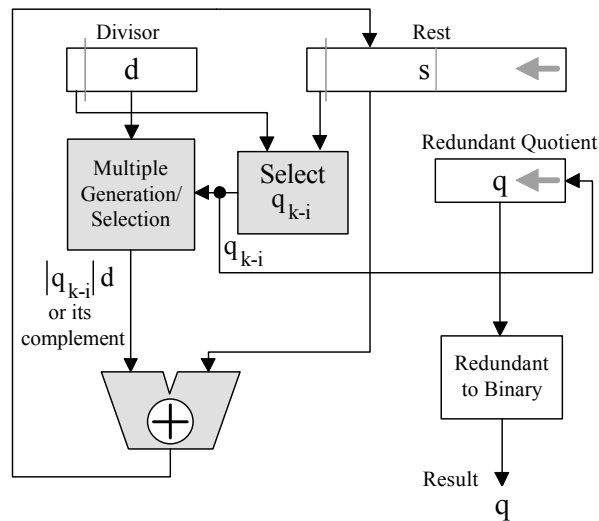 Divisor
Rest
d
s
Redundant Quotient
Multiple
Generation/
Selection
Select
q_{k-i}
q
q_{k-i}
|q_{k-i}| d
or its
complement
+
Redundant
to Binary
Result
q